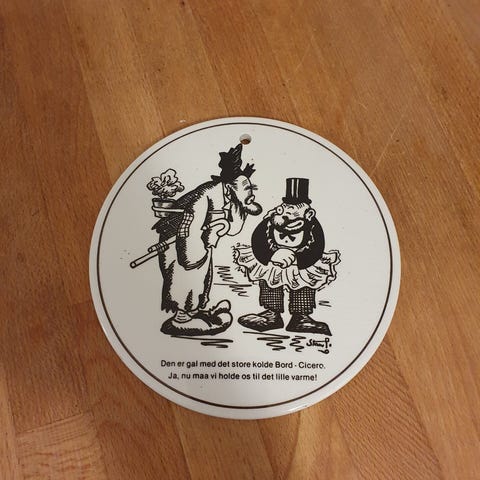 Den er gal med det store kolde Bord - Cicero.
Ja, nu maa vi holde os til det lille varme!